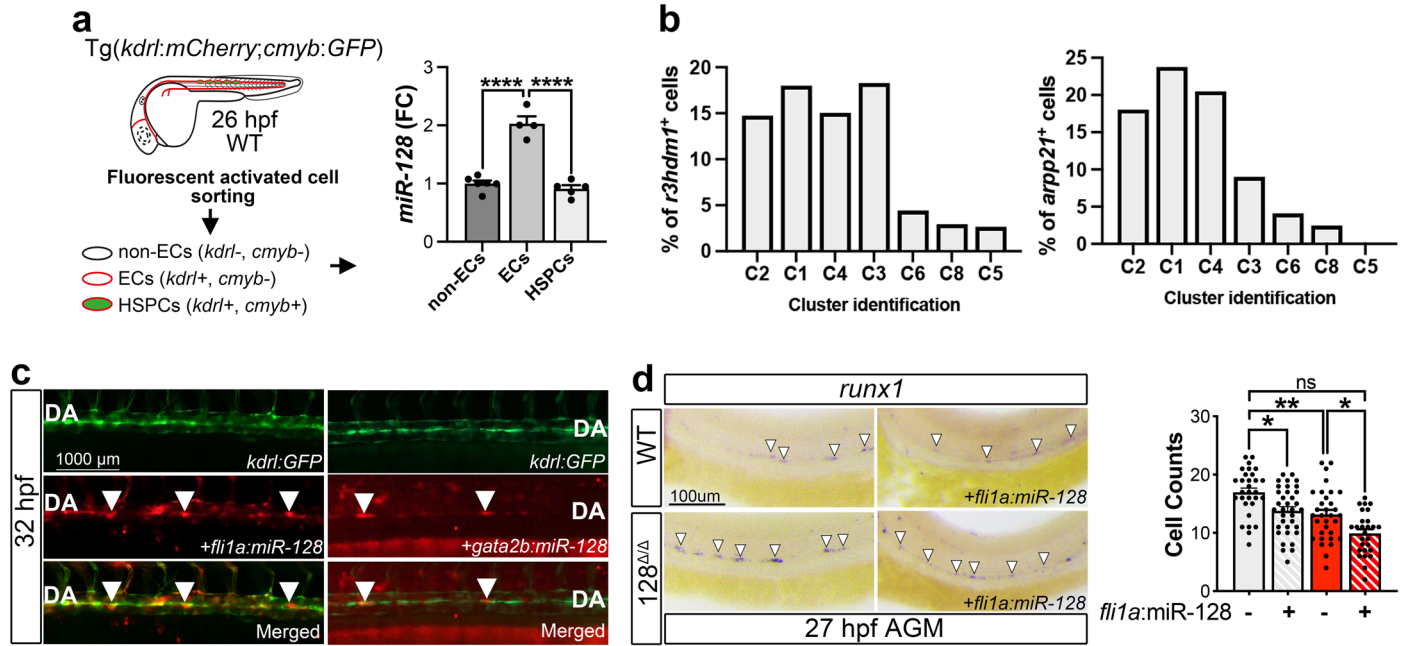 a
Tg(kdrl:mCherry;cmyb:GFP)
26 hpf
WT
Fluorescent activated cell
sorting
non-ECs (kdrl-, cmyb-)
ECs (kdrl+, cmyb-)
HSPCs (kdrl+, cmyb+)
miR-128 (FC)
3
2
1
0
**** ****
non-ECs
ECs
HSPCs
b
% of r3hdm1+ cells
20
15
10
5
0
C2 C1 C4 C3 C6 C8 C5
Cluster identification
% of arpp21+ cells
25
20
15
10
5
0
C2 C1 C4 C3 C6 C8 C5
Cluster identification
c
32 hpf
DA
1000 µm
kdrl:GFP
DA
kdrl:GFP
DA
+fli1a:miR-128
DA
+gata2b:miR-128
DA
Merged
DA
Merged
d
runx1
WT
100um
+fli1a:miR-128
128Δ/Δ
+fli1a:miR-128
27 hpf AGM
Cell Counts
30
20
10
0
ns
** *
*
fli1a:miR-128 - + - +